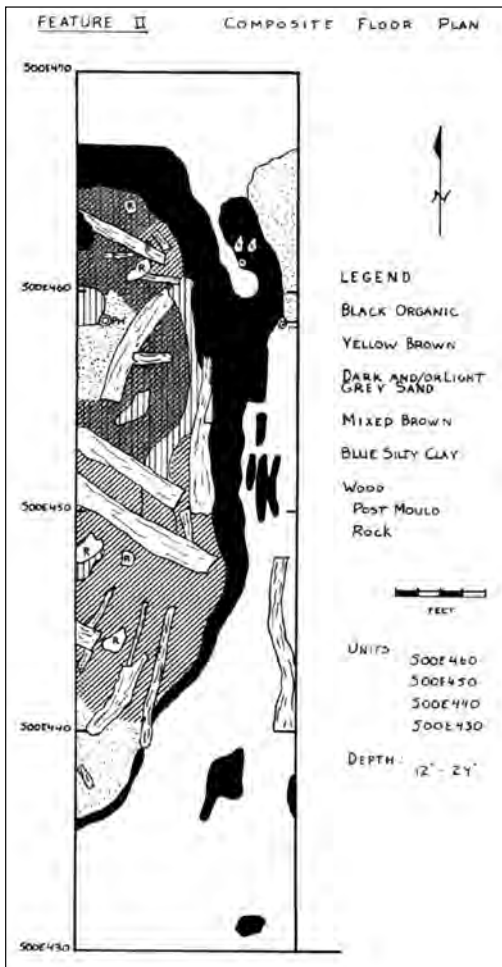 FEATURE II COMPOSITE FLOOR PLAN
500E470
N
R
R
R
500E460
PM
LEGEND
BLACK ORGANIC
YELLOW BROWN
DARK AND/OR LIGHT
GREY SAND
MIXED BROWN
BLUE SILTY CLAY
WOOD
POST MOULD
ROCK
500E450
R
R
R
FEET
UNITS:
500E460
500E450
500E440
500E430
500E440
DEPTH: 12" - 24"
500E430